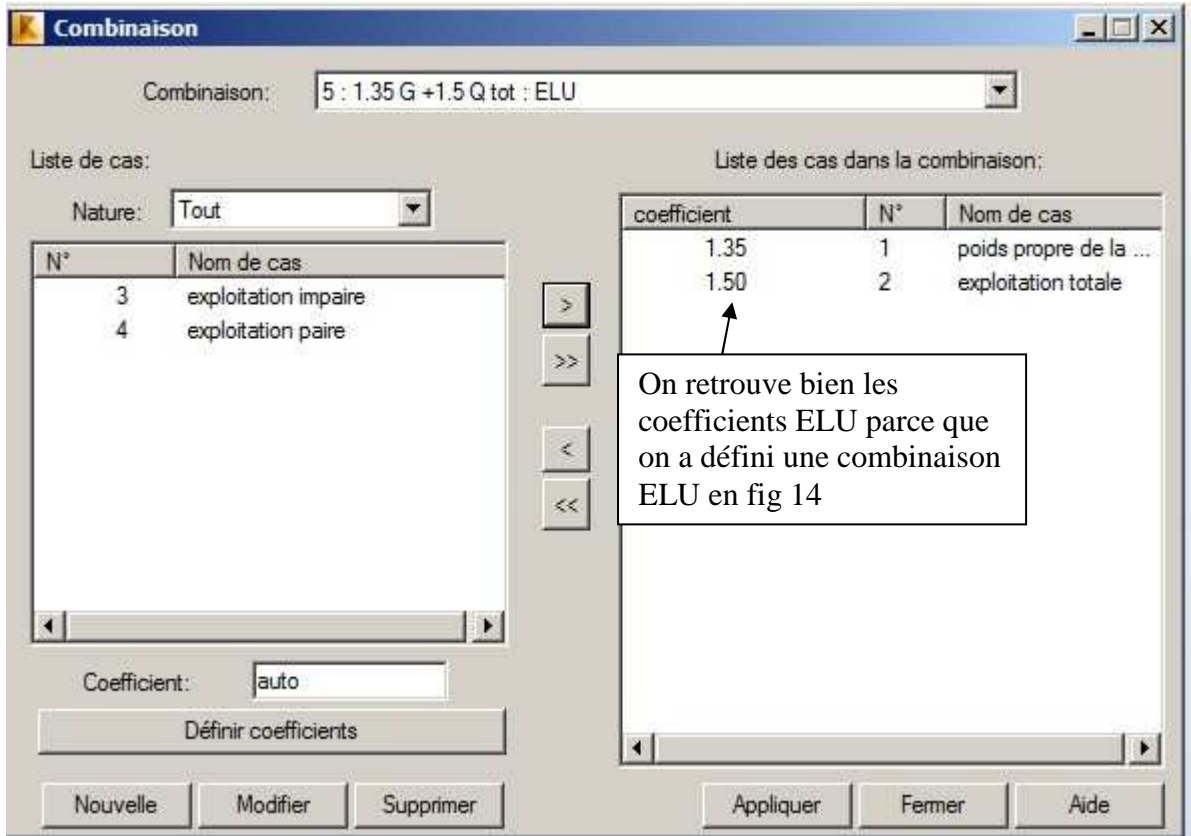 Combinaison
Combinaison: 5 : 1.35 G +1.5 Q tot : ELU
Liste de cas:
Nature: Tout
N° Nom de cas
3 exploitation impaire
4 exploitation paire
>
>>
<
<<
Coefficient: auto
Définir coefficients
Nouvelle Modifier Supprimer
Liste des cas dans la combinaison:
coefficient N° Nom de cas
1.35 1 poids propre de la ...
1.50 2 exploitation totale
On retrouve bien les
coefficients ELU parce que
on a défini une combinaison
ELU en fig 14
Appliquer Fermer Aide